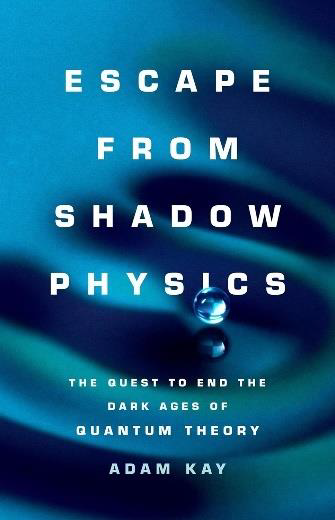 ESCAPE
FROM
SHADOW
PHYSICS
THE QUEST TO END THE
DARK AGES OF
QUANTUM THEORY
ADAM KAY